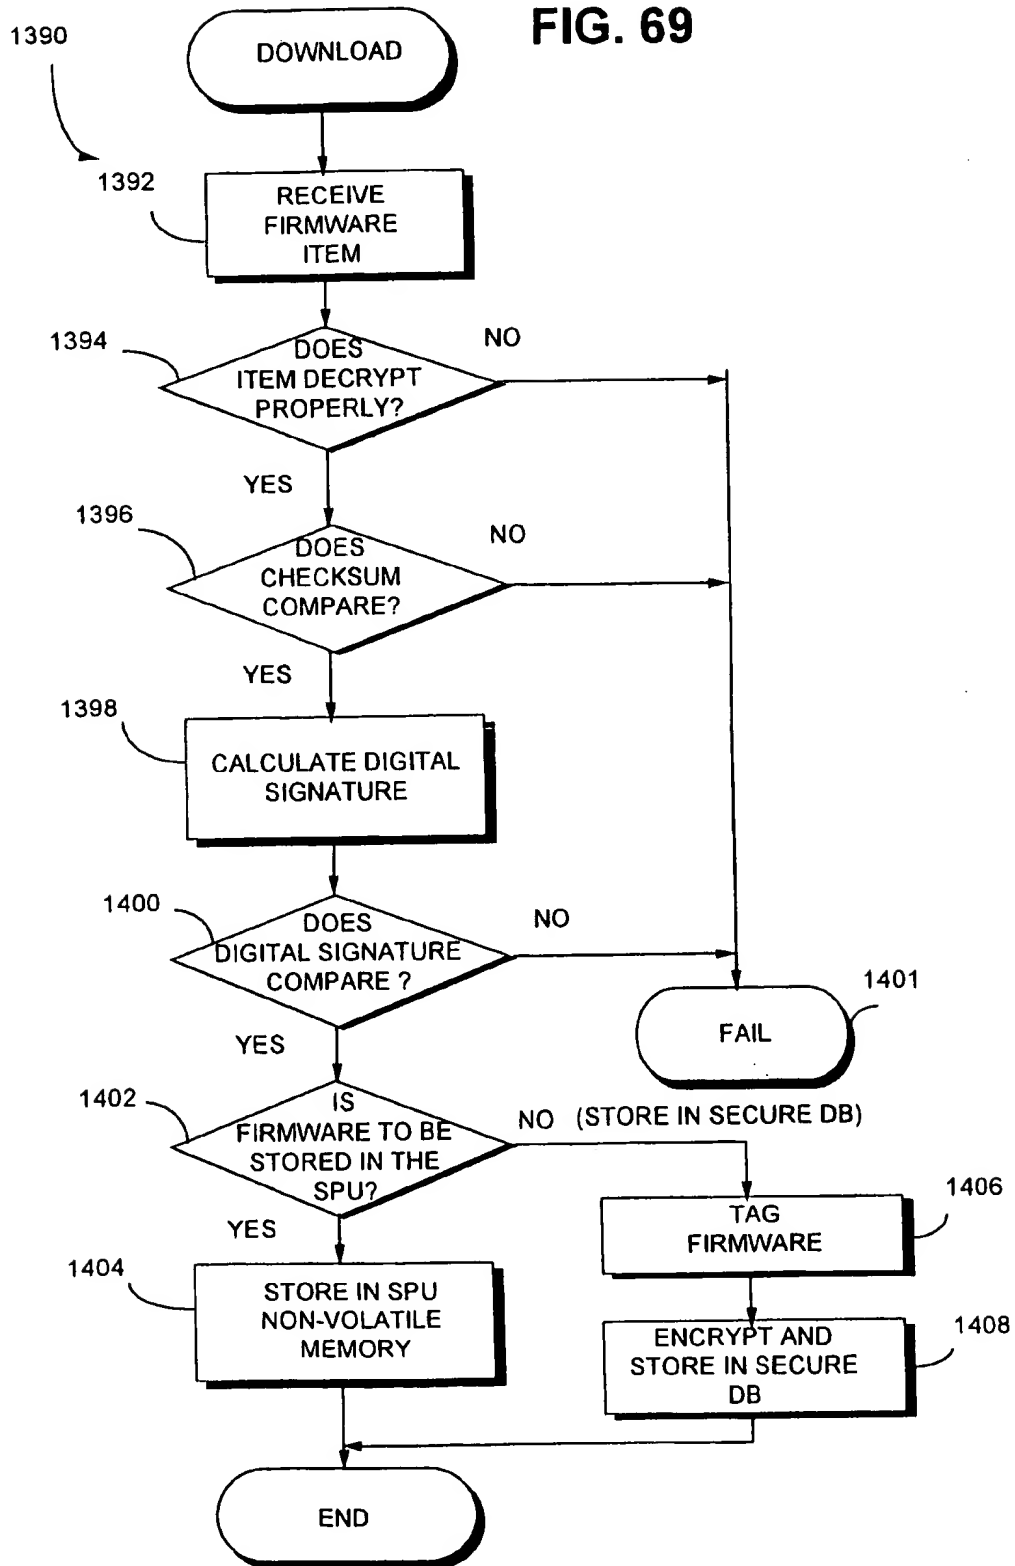 FIG. 69
1390
DOWNLOAD
1392
RECEIVE
FIRMWARE
ITEM
1394
DOES
ITEM DECRYPT
PROPERLY?
NO
YES
1396
DOES
CHECKSUM
COMPARE?
NO
YES
1398
CALCULATE DIGITAL
SIGNATURE
1400
DOES
DIGITAL SIGNATURE
COMPARE ?
NO
1401
FAIL
YES
1402
IS
FIRMWARE TO BE
STORED IN THE
SPU?
NO (STORE IN SECURE DB)
YES
1404
STORE IN SPU
NON-VOLATILE
MEMORY
1406
TAG
FIRMWARE
1408
ENCRYPT AND
STORE IN SECURE
DB
END